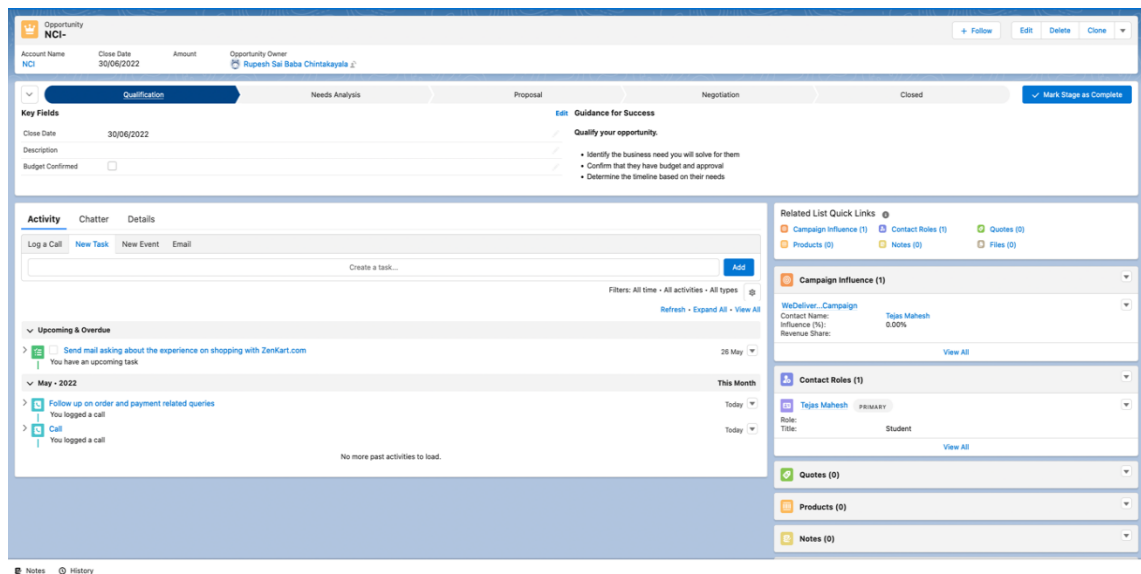 Opportunity
NCI-
+ Follow Edit Delete Clone
Account Name Close Date Amount Opportunity Owner
NCI 30/06/2022 Rupesh Sai Baba Chintakayala
Qualification Needs Analysis Proposal Negotiation Closed Mark Stage as Complete
Key Fields Edit
Close Date 30/06/2022
Description
Budget Confirmed
Guidance for Success
Qualify your opportunity.
• Identify the business need you will solve for them
• Confirm that they have budget and approval
• Determine the timeline based on their needs
Activity Chatter Details
Log a Call New Task New Event Email
Create a task... Add
Filters: All time • All activities • All types
Refresh • Expand All • View All
Upcoming & Overdue
Send mail asking about the experience on shopping with ZenKart.com 26 May
You have an upcoming task
May • 2022 This Month
Follow up on order and payment related queries Today
You logged a call
Call Today
You logged a call
No more past activities to load.
Related List Quick Links
Campaign Influence (1) Contact Roles (1) Quotes (0)
Products (0) Notes (0) Files (0)
Campaign Influence (1)
WeDeliver...Campaign
Contact Name: Tejas Mahesh
Influence (%): 0.00%
Revenue Share:
View All
Contact Roles (1)
Tejas Mahesh PRIMARY
Role:
Title: Student
View All
Quotes (0)
Products (0)
Notes (0)
Notes History